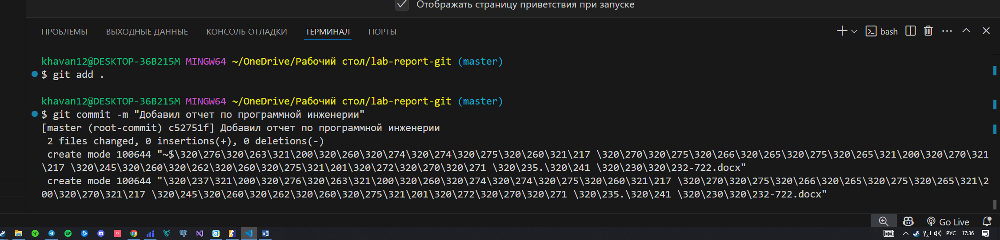 Отображать страницу приветствия при запуске
ПРОБЛЕМЫ ВЫХОДНЫЕ ДАННЫЕ КОНСОЛЬ ОТЛАДКИ ТЕРМИНАЛ ПОРТЫ bash
khavan12@DESKTOP-36B215M MINGW64 ~/OneDrive/Рабочий стол/lab-report-git (master)
$ git add .
khavan12@DESKTOP-36B215M MINGW64 ~/OneDrive/Рабочий стол/lab-report-git (master)
$ git commit -m "Добавил отчет по программной инженерии"
[master (root-commit) c52751f] Добавил отчет по программной инженерии
2 files changed, 0 insertions(+), 0 deletions(-)
create mode 100644 "~$\320\276\320\263\321\200\320\260\320\274\320\274\320\275\320\260\321\217 \320\270\320\275\320\266\320\265\320\275\320\265\321\200\320\270\321
\217 \320\245\320\260\320\262\320\260\320\275\321\201\320\272\320\270\320\271 \320\235.\320\241 \320\230\320\232-722.docx"
create mode 100644 "\320\237\321\200\320\276\320\263\321\200\320\260\320\274\320\274\320\275\320\260\321\217 \320\270\320\275\320\266\320\265\320\275\320\265\321\2
00\320\270\321\217 \320\245\320\260\320\262\320\260\320\275\321\201\320\272\320\270\320\271 \320\235.\320\241 \320\230\320\232-722.docx"
Go Live
РУС 17:36